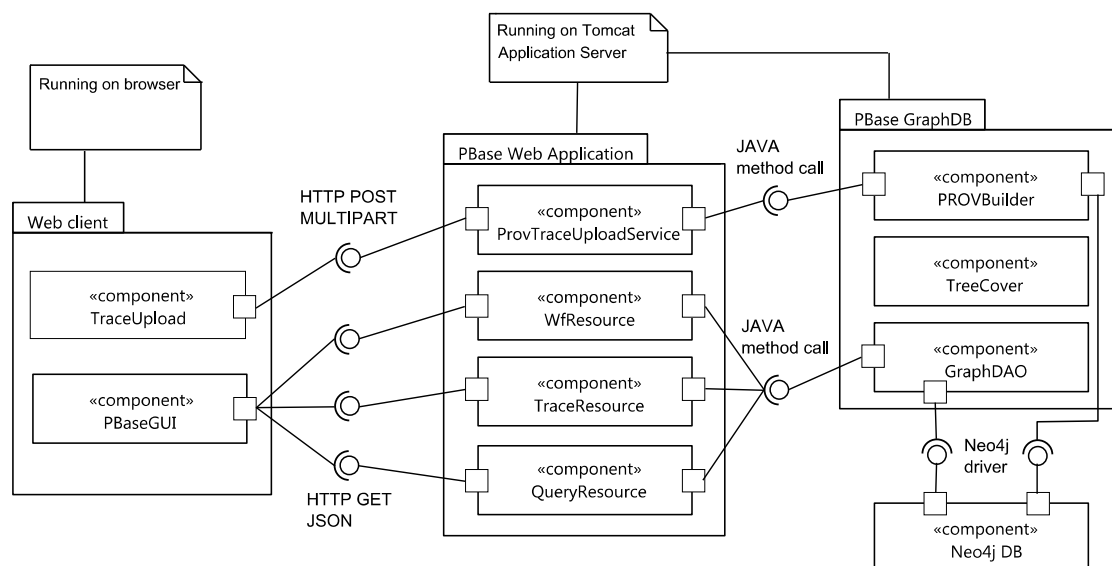 Running on Tomcat
Application Server
Running on browser
PBase GraphDB
PBase Web Application
JAVA
method call
«component»
PROVBuilder
HTTP POST
MULTIPART
«component»
ProvTraceUploadService
Web client
«component»
TreeCover
«component»
TraceUpload
«component»
WfResource
JAVA
method call
«component»
GraphDAO
«component»
TraceResource
«component»
PBaseGUI
Neo4j
driver
«component»
QueryResource
HTTP GET
JSON
«component»
Neo4j DB